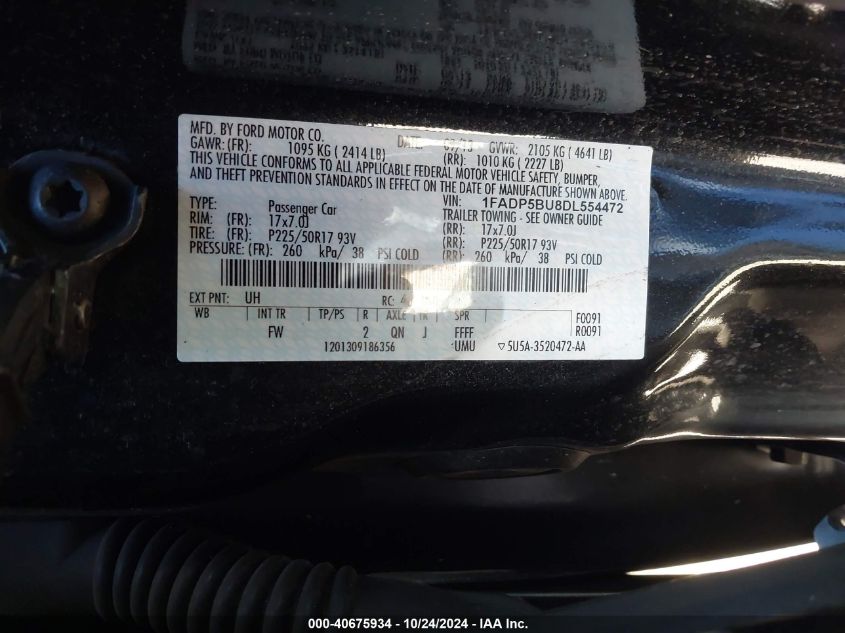 MFD. BY FORD MOTOR CO.
DATE: GVWR: 2105 KG ( 4641 LB)
GAWR: (FR): 1095 KG ( 2414 LB) (RR): 1010 KG ( 2227 LB)
THIS VEHICLE CONFORMS TO ALL APPLICABLE FEDERAL MOTOR VEHICLE SAFETY, BUMPER,
AND THEFT PREVENTION STANDARDS IN EFFECT ON THE DATE OF MANUFACTURE SHOWN ABOVE.
VIN: 1FADP5BU8DL554472
TYPE: Passenger Car TRAILER TOWING - SEE OWNER GUIDE
RIM: (FR): 17x7.0J (RR): 17x7.0J
TIRE: (FR): P225/50R17 93V (RR): P225/50R17 93V
PRESSURE: (FR): 260 kPa/ 38 PSI COLD (RR): 260 kPa/ 38 PSI COLD
EXT PNT: UH RC:
WB INT TR TP/PS R AXLE TR SPR F0091
FW 2 QN J FFFF R0091
1201309186356 UMU ▽5U5A-3520472-AA
000-40675934 - 10/24/2024 - IAA Inc.